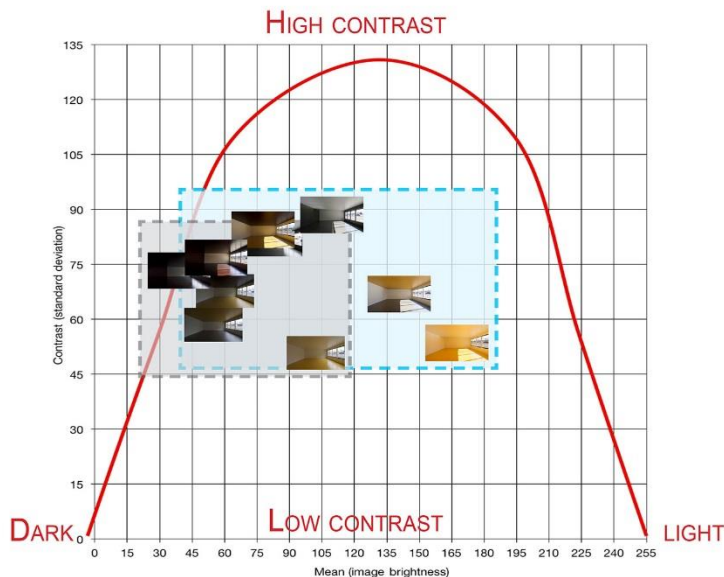 HIGH CONTRAST
135
120
105
90
75
60
45
30
15
0
Contrast (standard deviation)
DARK
LOW CONTRAST
LIGHT
0 15 30 45 60 75 90 105 120 135 150 165 180 195 210 225 240 255
Mean (image brightness)